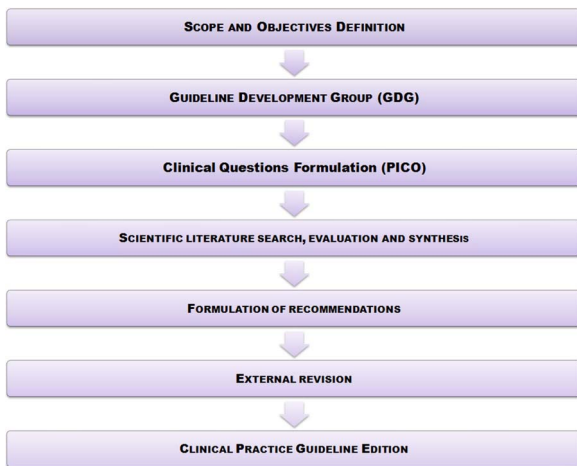 SCOPE AND OBJECTIVES DEFINITION
GUIDELINE DEVELOPMENT GROUP (GDG)
Clinical Questions Formulation (PICO)
SCIENTIFIC LITERATURE SEARCH, EVALUATION AND SYNTHESIS
FORMULATION OF RECOMMENDATIONS
EXTERNAL REVISION
CLINICAL PRACTICE GUIDELINE EDITION